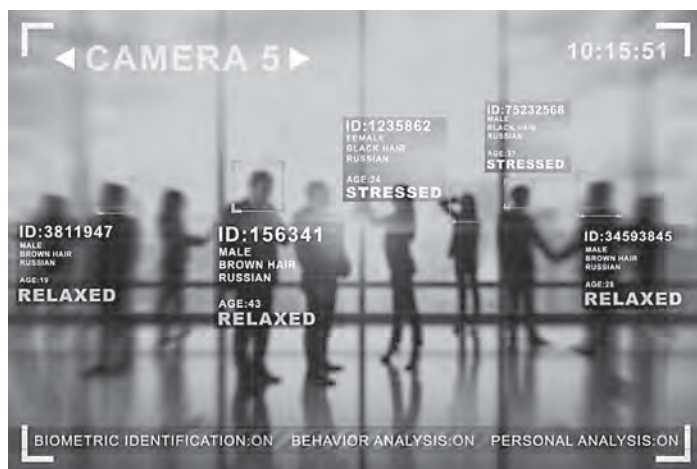 ◀ CAMERA 5 ▶
10:15:51
ID:75232568
MALE
BLACK HAIR
RUSSIAN
AGE:31
STRESSED
ID:1235862
FEMALE
BLACK HAIR
RUSSIAN
AGE:24
STRESSED
ID:3811947
MALE
BROWN HAIR
RUSSIAN
AGE:19
RELAXED
ID:156341
MALE
BROWN HAIR
RUSSIAN
AGE:43
RELAXED
ID:34593845
MALE
BROWN HAIR
RUSSIAN
AGE:28
RELAXED
BIOMETRIC IDENTIFICATION:ON BEHAVIOR ANALYSIS:ON PERSONAL ANALYSIS:ON